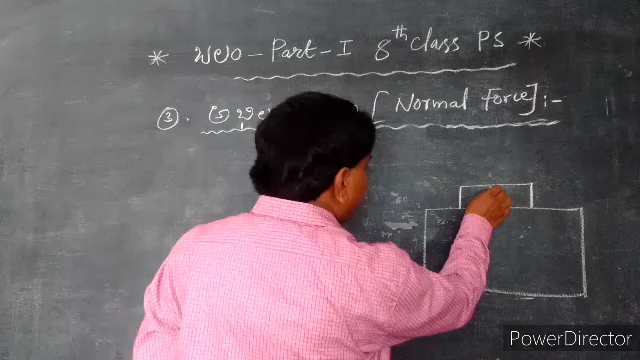 * బలం - Part - I 8th class PS *
③. [ Normal Force ] :-
PowerDirector